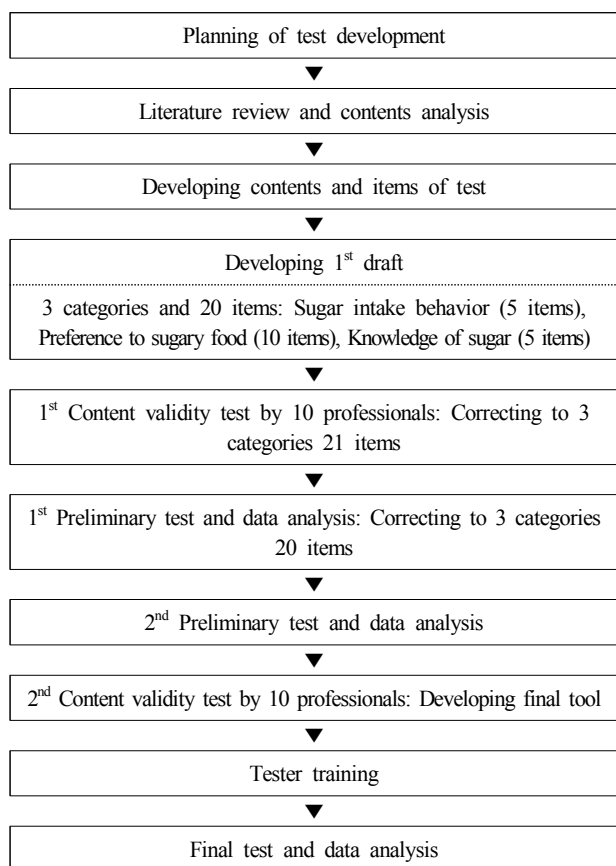 Planning of test development
Literature review and contents analysis
Developing contents and items of test
Developing 1st draft
3 categories and 20 items: Sugar intake behavior (5 items),
Preference to sugary food (10 items), Knowledge of sugar (5 items)
1st Content validity test by 10 professionals: Correcting to 3
categories 21 items
1st Preliminary test and data analysis: Correcting to 3 categories
20 items
2nd Preliminary test and data analysis
2nd Content validity test by 10 professionals: Developing final tool
Tester training
Final test and data analysis